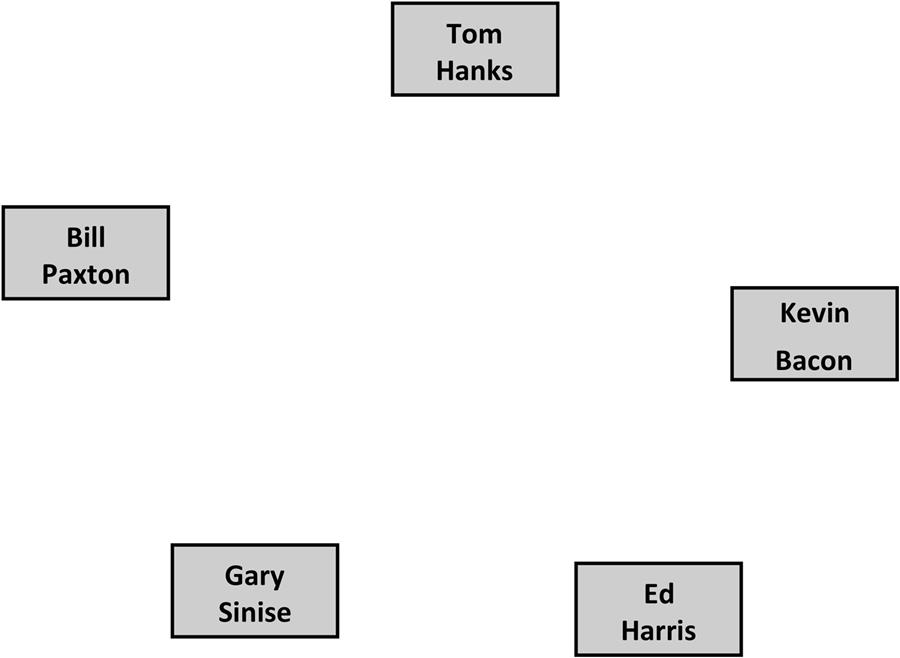 Tom
Hanks
Bill
Paxton
Kevin
Bacon
Gary
Sinise
Ed
Harris